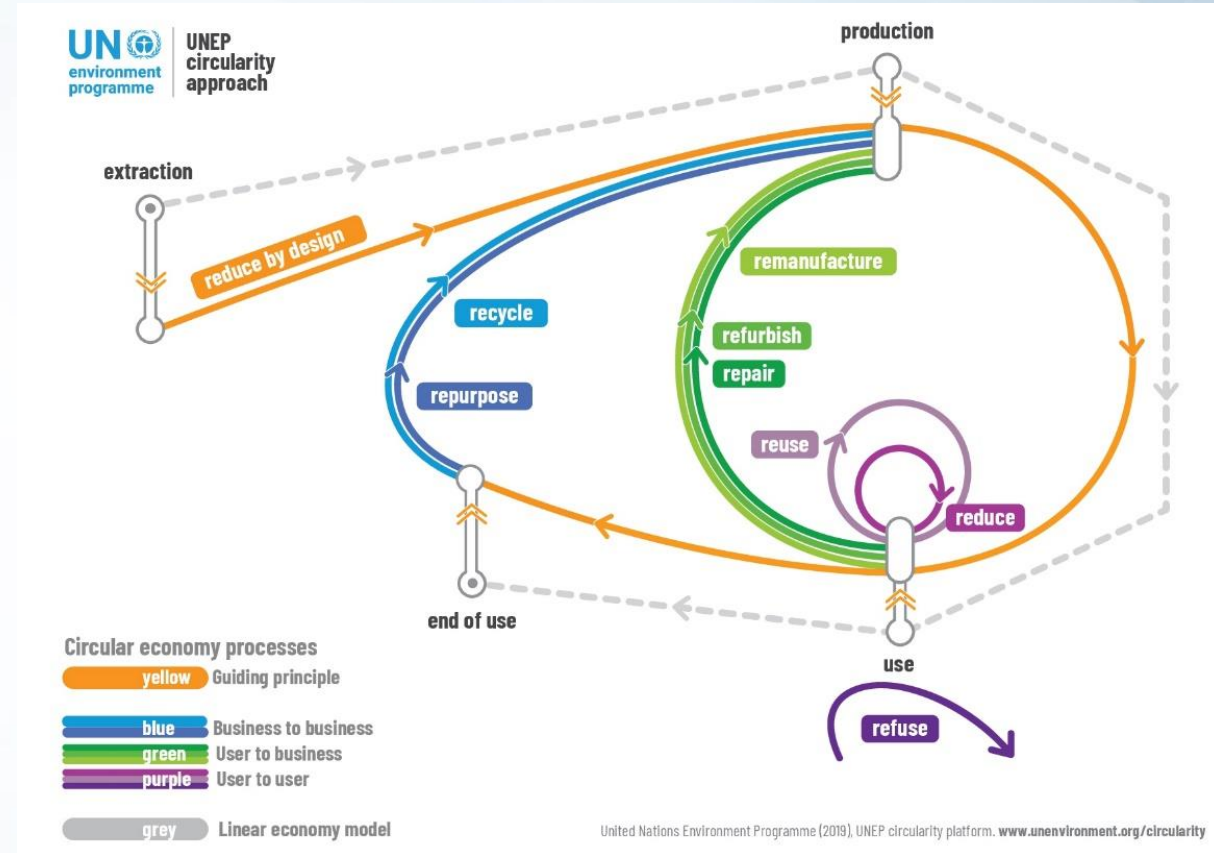 UN
environment
programme
UNEP
circularity
approach
production
extraction
reduce by design
remanufacture
recycle
refurbish
repair
repurpose
reuse
reduce
end of use
use
refuse
Circular economy processes
yellow Guiding principle
blue Business to business
green User to business
purple User to user
grey Linear economy model
United Nations Environment Programme (2019), UNEP circularity platform. www.unenvironment.org/circularity